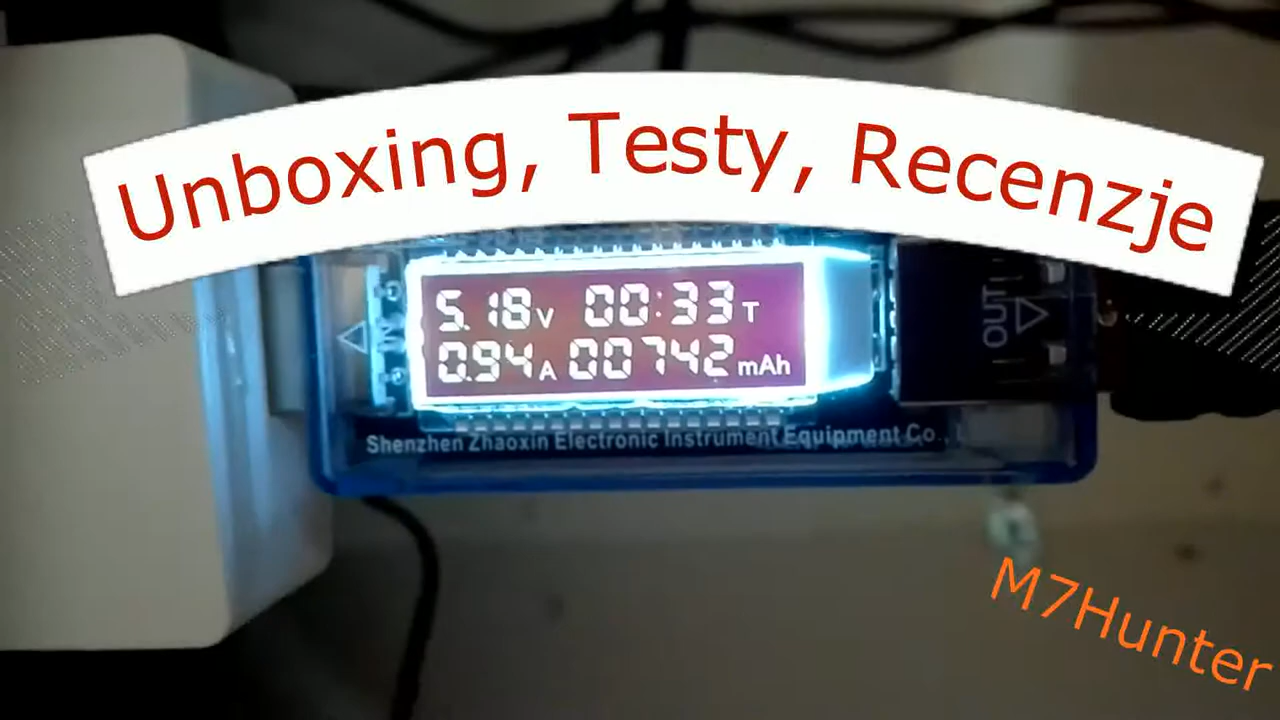 Unboxing, Testy, Recenzje
5.18V 00:33T
0.94A 00742mAh
OUT
Shenzhen Zhaoxin Electronic Instrument Equipment Co.,
M7Hunter